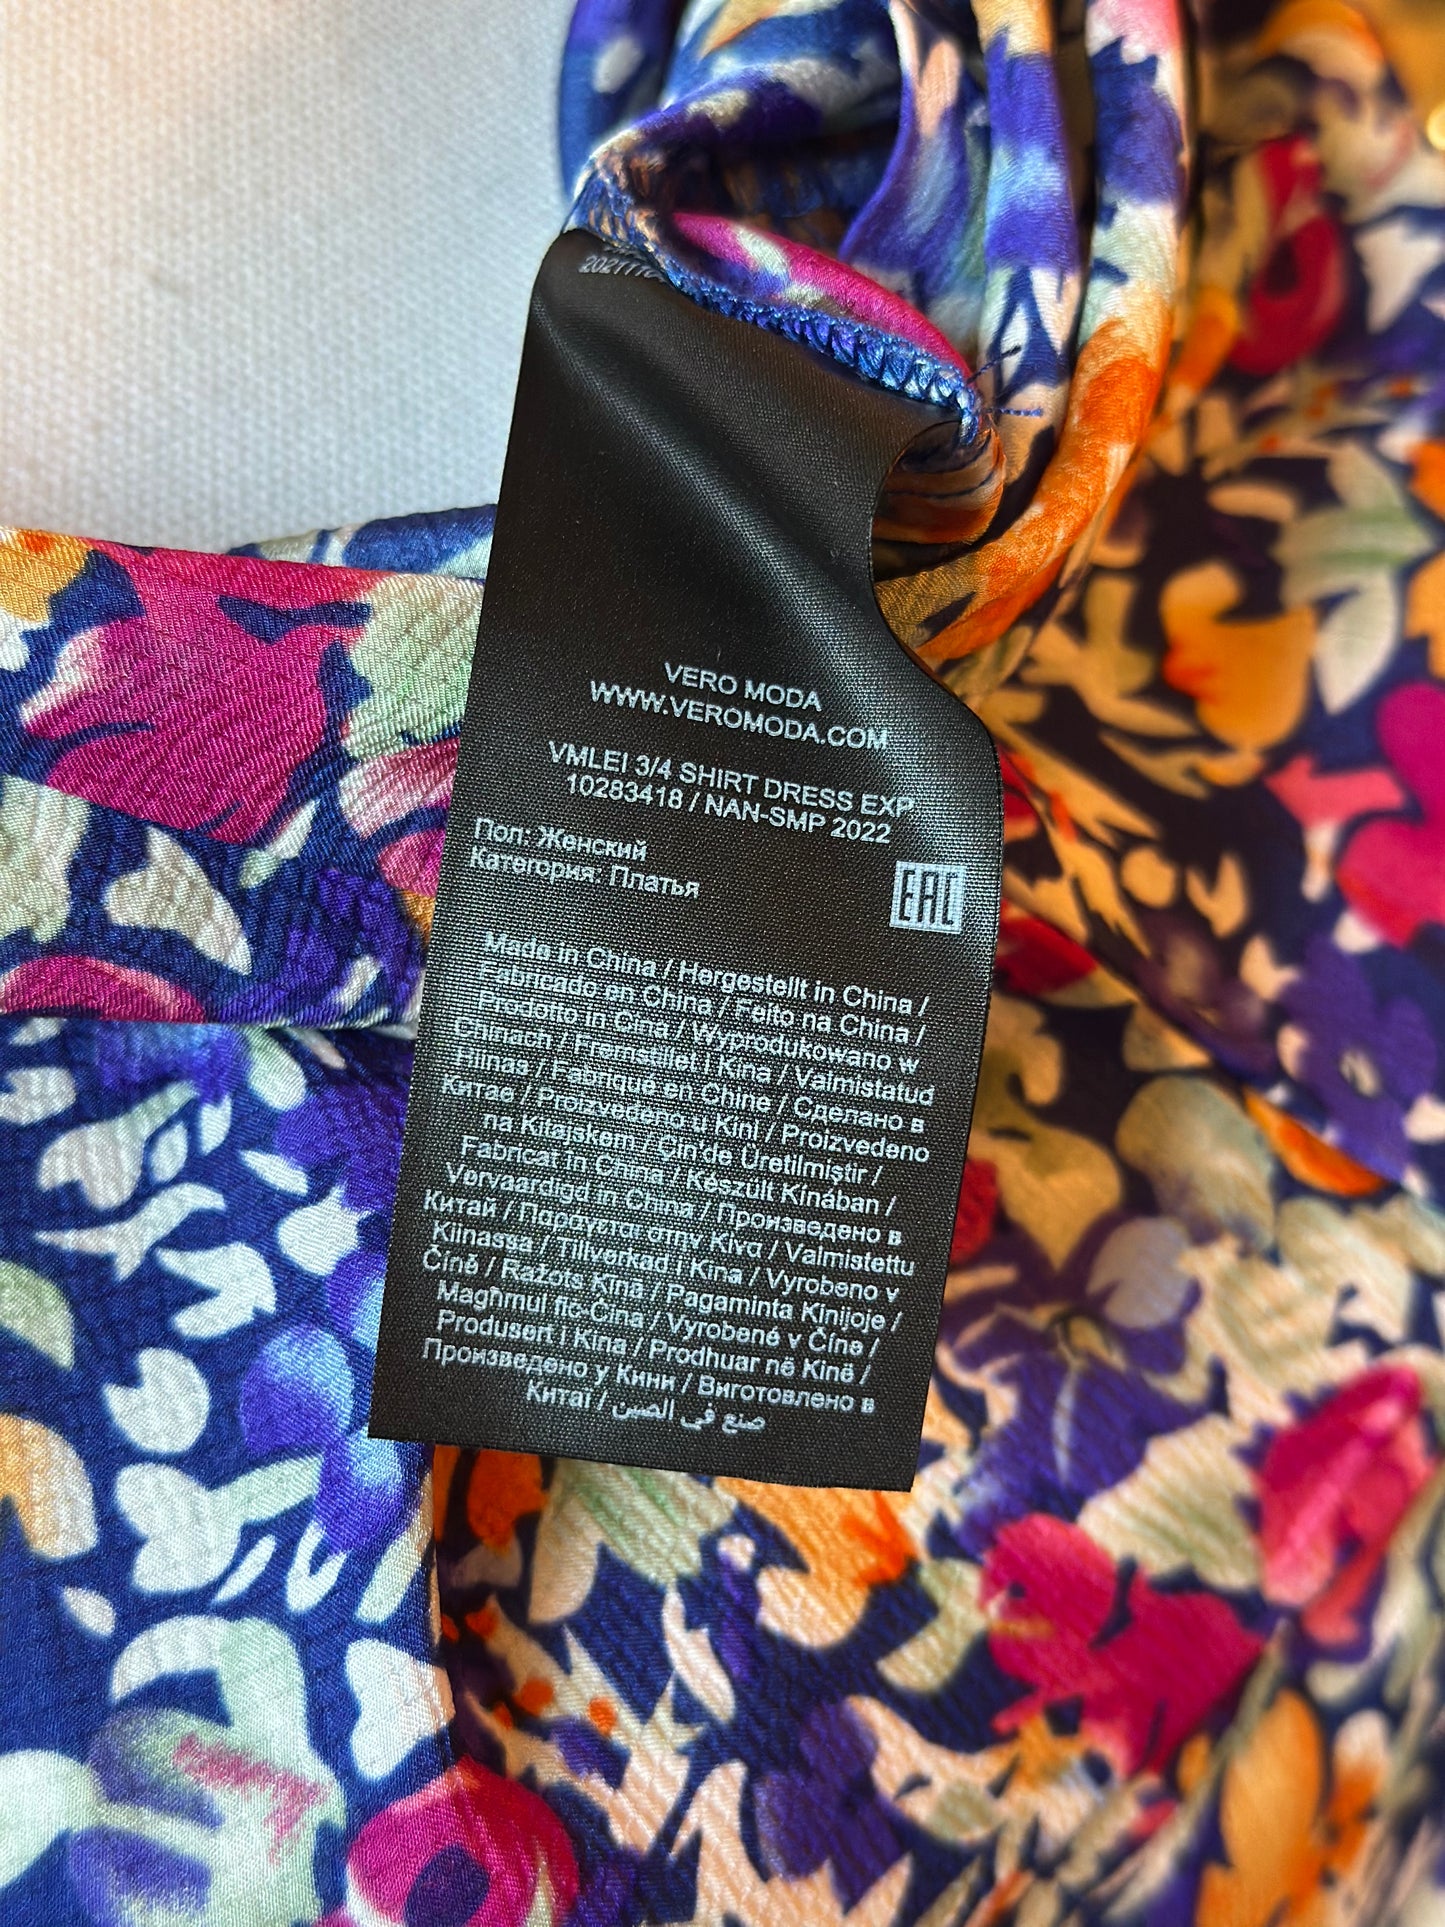 VERO MODA
WWW.VEROMODA.COM
VMLEI 3/4 SHIRT DRESS EXP
10283418 / NAN-SMP 2022
Пол: Женский
Категория: Платья
EAC
Made in China / Hergestellt in China /
Fabricado en China / Feito na China /
Prodotto in Cina / Wyprodukowano w
Chinach / Fremstillet i Kina / Valmistatud
Hiinas / Fabriqué en Chine / Сделано в
Китае / Proizvedeno u Kini / Proizvedeno
na Kitajskem / Çin'de Üretilmiştir /
Fabricat în China / Készült Kínában /
Vervaardigd in China / Произведено в
Китай / Παράγεται στην Κίνα / Valmistettu
Kiinassa / Tillverkad i Kina / Vyrobeno v
Číně / Ražots Ķīnā / Pagaminta Kinijoje /
Magħmul fiċ-Ċina / Vyrobené v Číne /
Produsert i Kina / Prodhuar në Kinë /
Произведено у Кини / Виготовлено в
Китаї / صنع في الصين